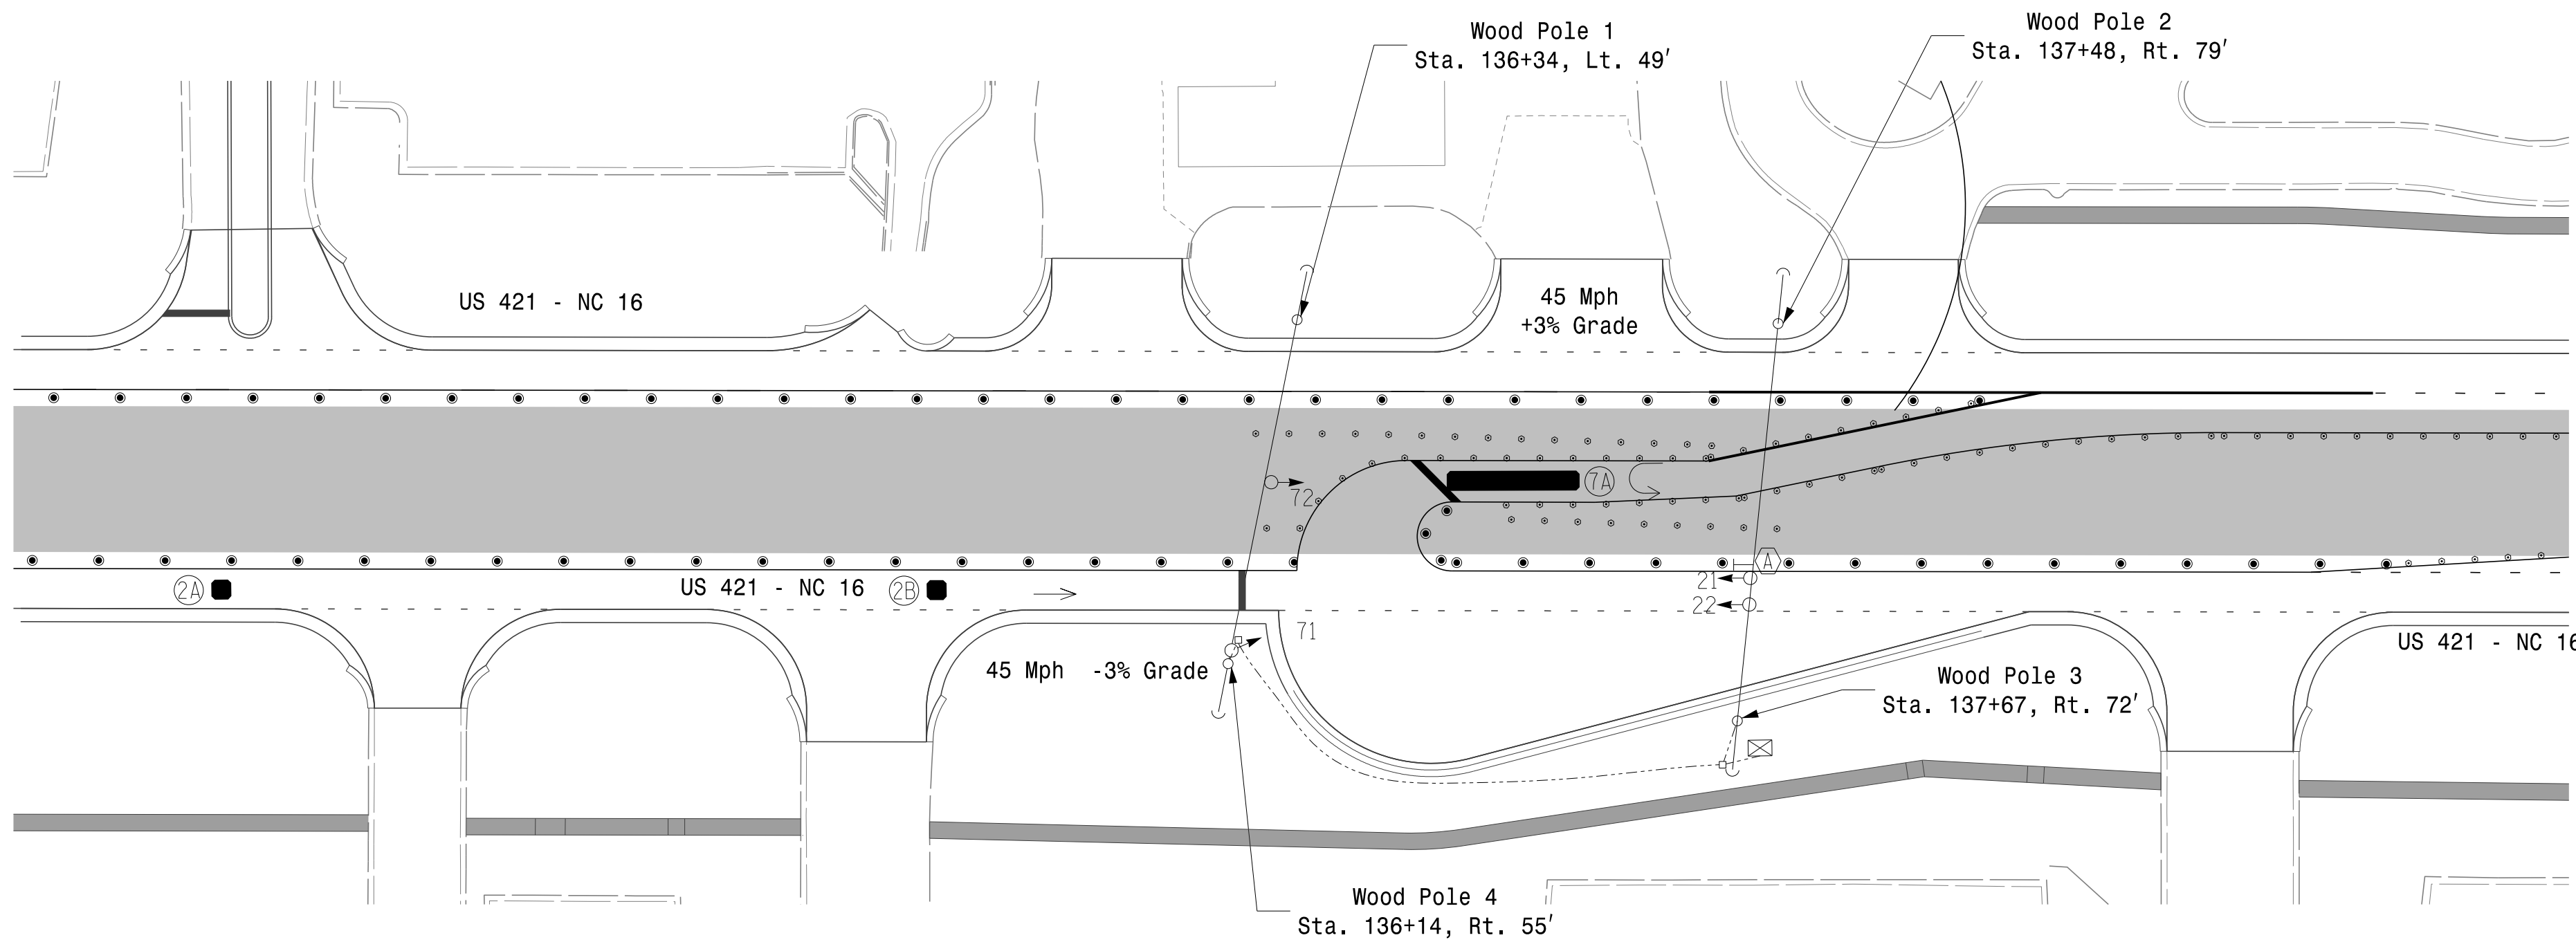 Wood Pole 1
Sta. 136+34, Lt. 49'
Wood Pole 2
Sta. 137+48, Rt. 79'
US 421 - NC 16
45 Mph
+3% Grade
72
7A
A
21
22
2A
US 421 - NC 16
2B
71
US 421 - NC 16
45 Mph -3% Grade
Wood Pole 3
Sta. 137+67, Rt. 72'
Wood Pole 4
Sta. 136+14, Rt. 55'